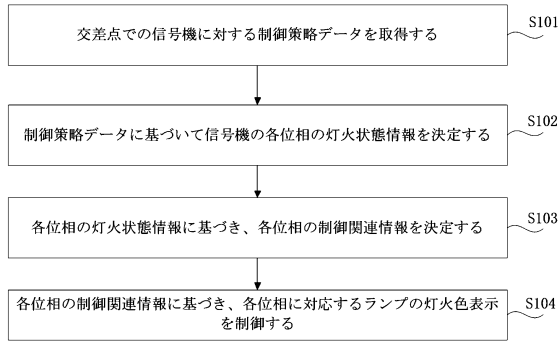 交差点での信号機に対する制御策略データを取得する
S101
制御策略データに基づいて信号機の各位相の灯火状態情報を決定する
S102
各位相の灯火状態情報に基づき、各位相の制御関連情報を決定する
S103
各位相の制御関連情報に基づき、各位相に対応するランプの灯火色表示
を制御する
S104